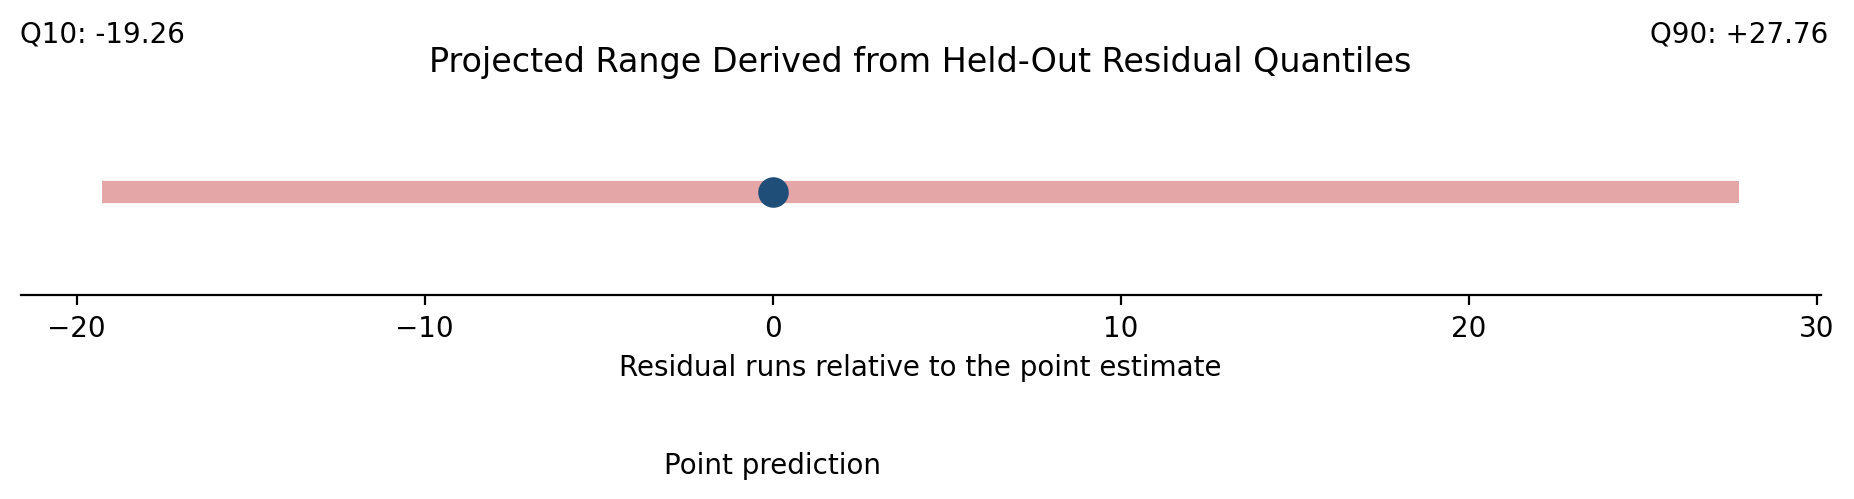 Q10: -19.26
Q90: +27.76
Projected Range Derived from Held-Out Residual Quantiles
−20 −10 0 10 20 30
Residual runs relative to the point estimate
Point prediction